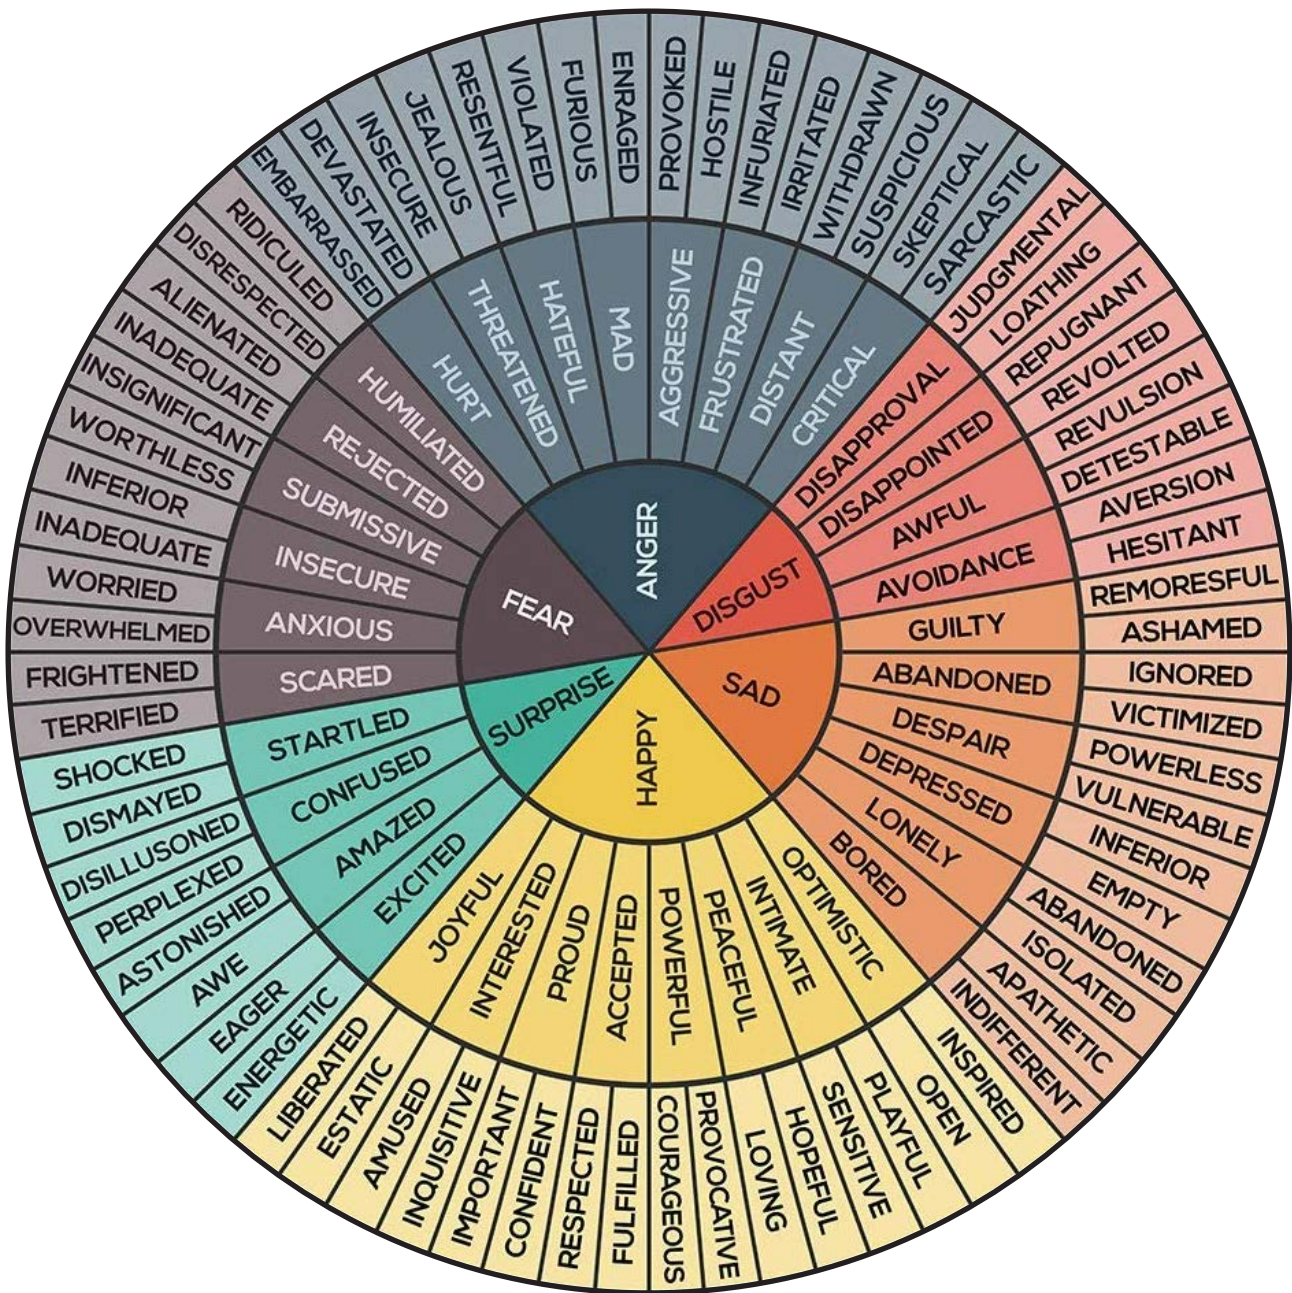 ANGER
DISGUST
SAD
HAPPY
SURPRISE
FEAR
HURT
THREATENED
HATEFUL
MAD
AGGRESSIVE
FRUSTRATED
DISTANT
CRITICAL
DISAPPROVAL
DISAPPOINTED
AWFUL
AVOIDANCE
GUILTY
ABANDONED
DESPAIR
DEPRESSED
LONELY
BORED
OPTIMISTIC
INTIMATE
PEACEFUL
POWERFUL
ACCEPTED
PROUD
INTERESTED
JOYFUL
EXCITED
AMAZED
CONFUSED
STARTLED
SCARED
ANXIOUS
INSECURE
SUBMISSIVE
REJECTED
HUMILIATED
EMBARRASSED
DEVASTATED
INSECURE
JEALOUS
RESENTFUL
VIOLATED
FURIOUS
ENRAGED
PROVOKED
HOSTILE
INFURIATED
IRRITATED
WITHDRAWN
SUSPICIOUS
SKEPTICAL
SARCASTIC
JUDGMENTAL
LOATHING
REPUGNANT
REVOLTED
REVULSION
DETESTABLE
AVERSION
HESITANT
REMORESFUL
ASHAMED
IGNORED
VICTIMIZED
POWERLESS
VULNERABLE
INFERIOR
EMPTY
ABANDONED
ISOLATED
APATHETIC
INDIFFERENT
INSPIRED
OPEN
PLAYFUL
SENSITIVE
HOPEFUL
LOVING
PROVOCATIVE
COURAGEOUS
FULFILLED
RESPECTED
CONFIDENT
IMPORTANT
INQUISITIVE
AMUSED
ESTATIC
LIBERATED
ENERGETIC
EAGER
AWE
ASTONISHED
PERPLEXED
DISILLUSONED
DISMAYED
SHOCKED
TERRIFIED
FRIGHTENED
OVERWHELMED
WORRIED
INADEQUATE
INFERIOR
WORTHLESS
INSIGNIFICANT
INADEQUATE
ALIENATED
DISRESPECTED
RIDICULED